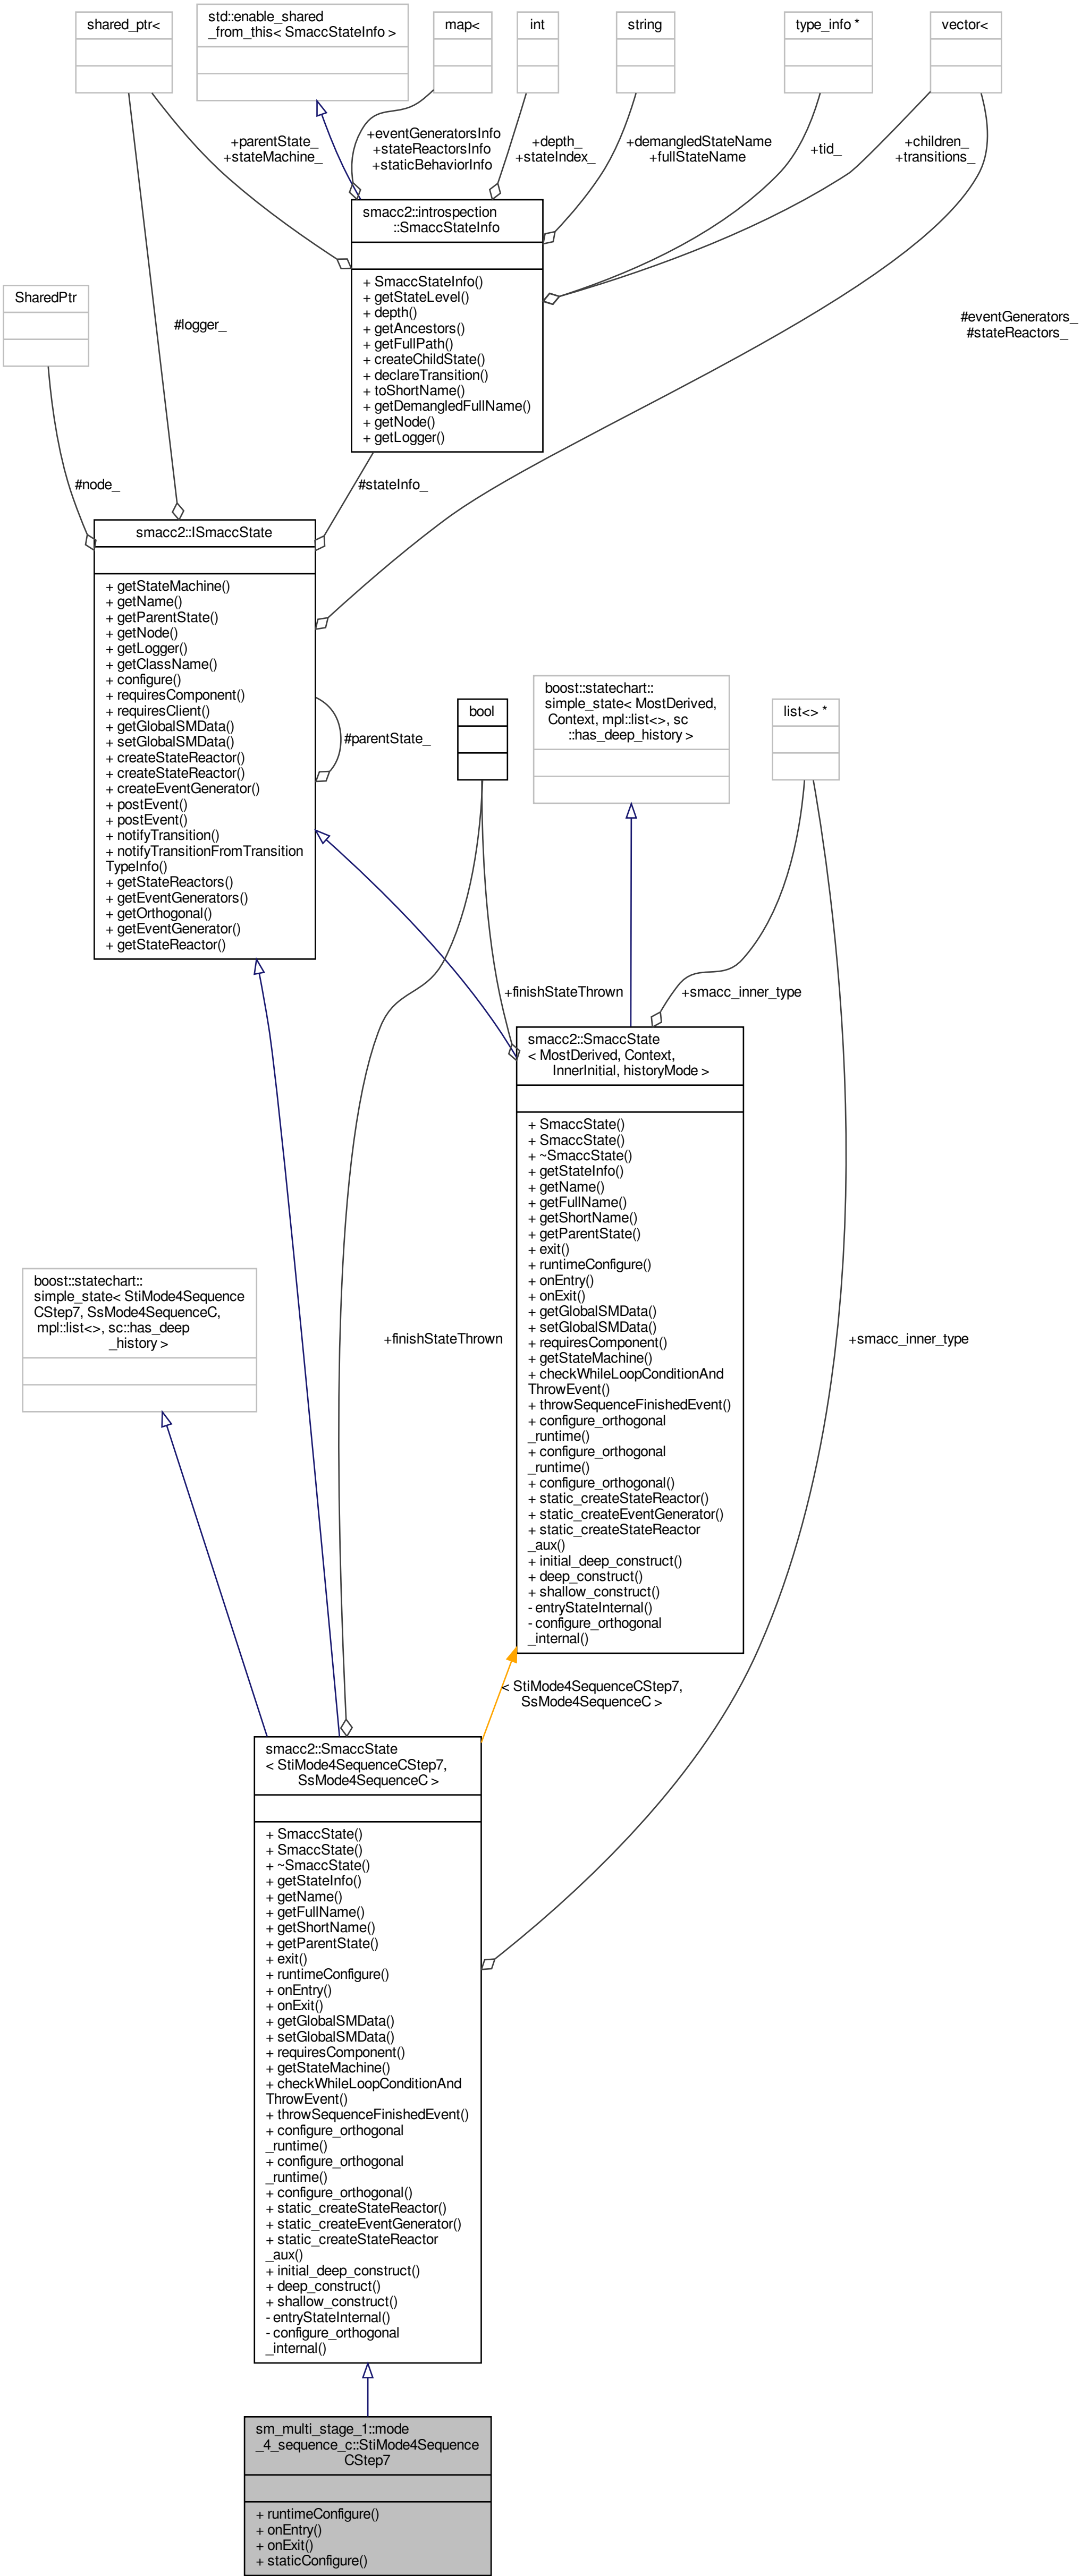 shared_ptr<
std::enable_shared
_from_this< SmaccStateInfo >
map<
int
string
type_info *
vector<
+parentState_
+stateMachine_
+eventGeneratorsInfo
+stateReactorsInfo
+staticBehaviorInfo
+depth_
+stateIndex_
+demangledStateName
+fullStateName
+tid_
+children_
+transitions_
smacc2::introspection
::SmaccStateInfo
+ SmaccStateInfo()
+ getStateLevel()
+ depth()
+ getAncestors()
+ getFullPath()
+ createChildState()
+ declareTransition()
+ toShortName()
+ getDemangledFullName()
+ getNode()
+ getLogger()
SharedPtr
#logger_
#eventGenerators_
#stateReactors_
#node_
#stateInfo_
smacc2::ISmaccState
+ getStateMachine()
+ getName()
+ getParentState()
+ getNode()
+ getLogger()
+ getClassName()
+ configure()
+ requiresComponent()
+ requiresClient()
+ getGlobalSMData()
+ setGlobalSMData()
+ createStateReactor()
+ createStateReactor()
+ createEventGenerator()
+ postEvent()
+ postEvent()
+ notifyTransition()
+ notifyTransitionFromTransition
TypeInfo()
+ getStateReactors()
+ getEventGenerators()
+ getOrthogonal()
+ getEventGenerator()
+ getStateReactor()
#parentState_
bool
boost::statechart::
simple_state< MostDerived,
Context, mpl::list<>, sc
::has_deep_history >
list<> *
+finishStateThrown
+smacc_inner_type
smacc2::SmaccState
< MostDerived, Context,
InnerInitial, historyMode >
+ SmaccState()
+ SmaccState()
+ ~SmaccState()
+ getStateInfo()
+ getName()
+ getFullName()
+ getShortName()
+ getParentState()
+ exit()
+ runtimeConfigure()
+ onEntry()
+ onExit()
+ getGlobalSMData()
+ setGlobalSMData()
+ requiresComponent()
+ getStateMachine()
+ checkWhileLoopConditionAnd
ThrowEvent()
+ throwSequenceFinishedEvent()
+ configure_orthogonal
_runtime()
+ configure_orthogonal
_runtime()
+ configure_orthogonal()
+ static_createStateReactor()
+ static_createEventGenerator()
+ static_createStateReactor
_aux()
+ initial_deep_construct()
+ deep_construct()
+ shallow_construct()
- entryStateInternal()
- configure_orthogonal
_internal()
boost::statechart::
simple_state< StiMode4Sequence
CStep7, SsMode4SequenceC,
mpl::list<>, sc::has_deep
_history >
+finishStateThrown
+smacc_inner_type
< StiMode4SequenceCStep7,
SsMode4SequenceC >
smacc2::SmaccState
< StiMode4SequenceCStep7,
SsMode4SequenceC >
+ SmaccState()
+ SmaccState()
+ ~SmaccState()
+ getStateInfo()
+ getName()
+ getFullName()
+ getShortName()
+ getParentState()
+ exit()
+ runtimeConfigure()
+ onEntry()
+ onExit()
+ getGlobalSMData()
+ setGlobalSMData()
+ requiresComponent()
+ getStateMachine()
+ checkWhileLoopConditionAnd
ThrowEvent()
+ throwSequenceFinishedEvent()
+ configure_orthogonal
_runtime()
+ configure_orthogonal
_runtime()
+ configure_orthogonal()
+ static_createStateReactor()
+ static_createEventGenerator()
+ static_createStateReactor
_aux()
+ initial_deep_construct()
+ deep_construct()
+ shallow_construct()
- entryStateInternal()
- configure_orthogonal
_internal()
sm_multi_stage_1::mode
_4_sequence_c::StiMode4Sequence
CStep7
+ runtimeConfigure()
+ onEntry()
+ onExit()
+ staticConfigure()